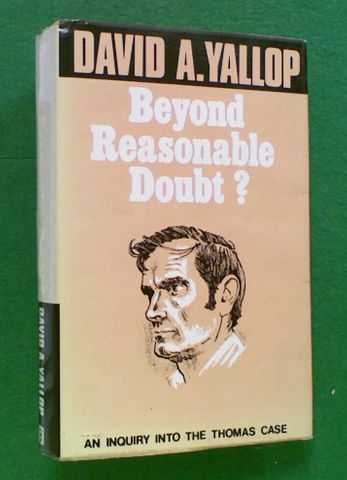 DAVID A. YALLOP
Beyond
Reasonable
Doubt?
AN INQUIRY INTO THE THOMAS CASE
DAVID A. YALLOP